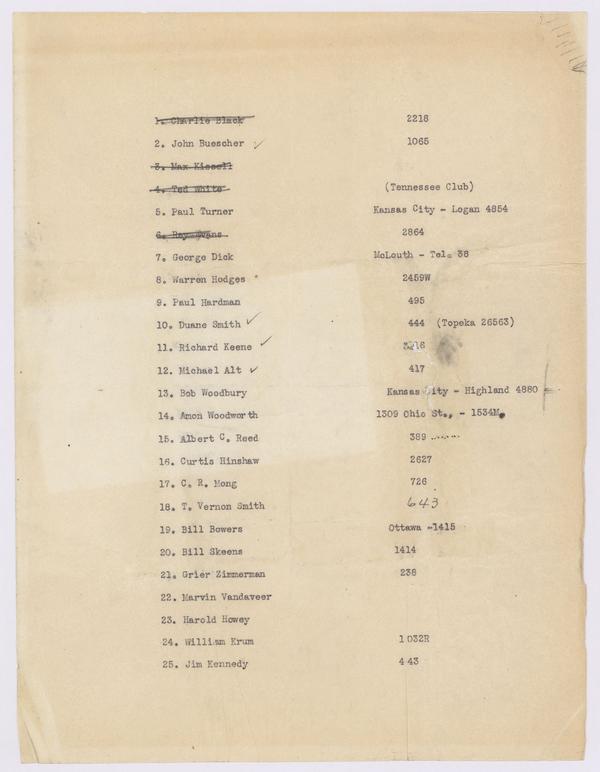 1. Charlie Black 2218
2. John Buescher ✓ 1065
3. Max Kissell
4. Ted White (Tennessee Club)
5. Paul Turner Kansas City - Logan 4854
6. Ray Evans 2864
7. George Dick McLouth - Tel. 38
8. Warren Hodges 2459W
9. Paul Hardman 495
10. Duane Smith ✓ 444 (Topeka 26563)
11. Richard Keene ✓
12. Michael Alt ✓ 417
13. Bob Woodbury Kansas City - Highland 4880
14. Amon Woodworth 1309 Ohio St., - 1534M.
15. Albert C. Reed 389
16. Curtis Hinshaw 2627
17. C. R. Mong 726
18. T. Vernon Smith 643
19. Bill Bowers Ottawa -1415
20. Bill Skeens 1414
21. Grier Zimmerman 238
22. Marvin Vandaveer
23. Harold Howey
24. William Krum 1032R
25. Jim Kennedy 443